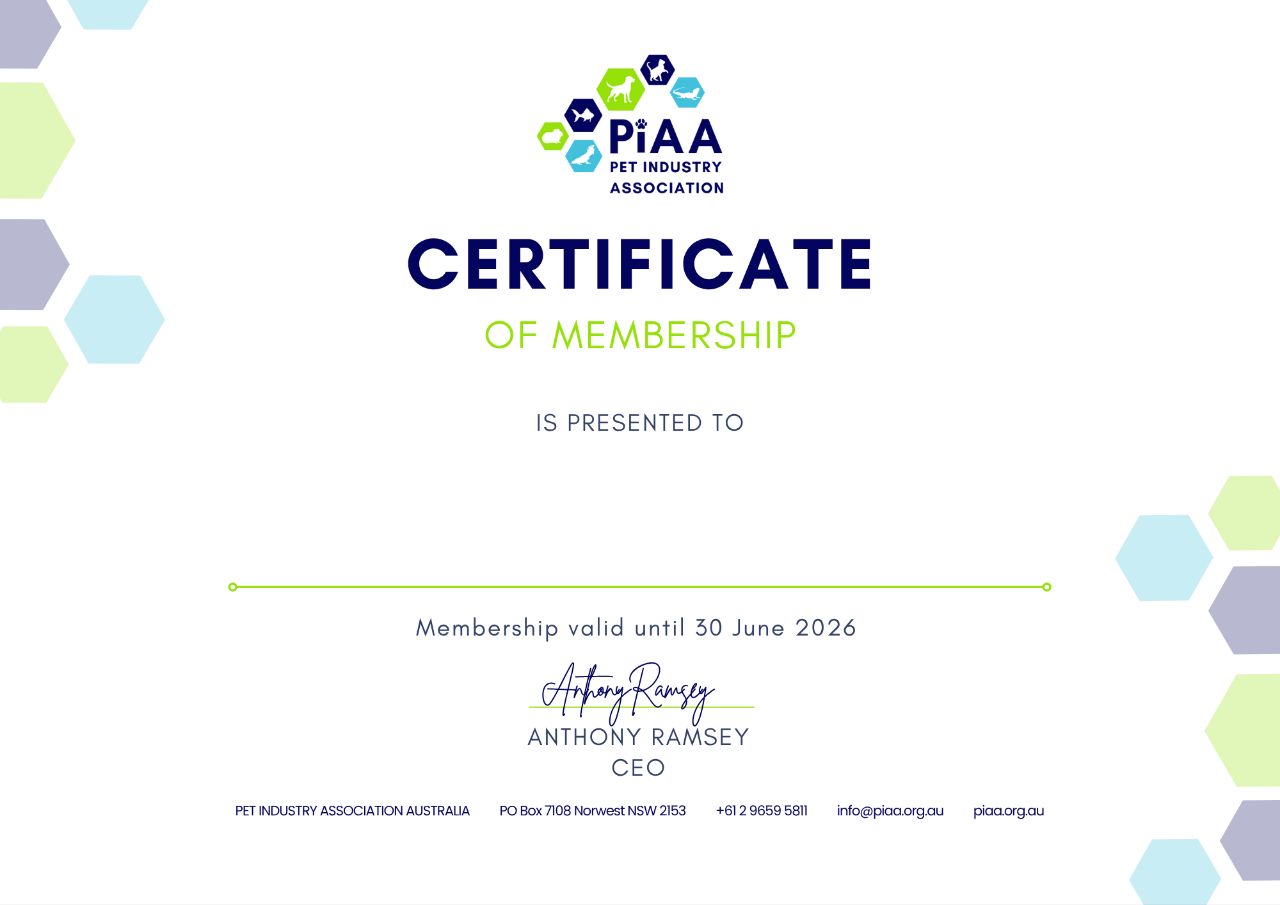 PiAA
PET INDUSTRY
ASSOCIATION
CERTIFICATE
OF MEMBERSHIP
IS PRESENTED TO
Membership valid until 30 June 2026
Anthony Ramsey
ANTHONY RAMSEY
CEO
PET INDUSTRY ASSOCIATION AUSTRALIA PO Box 7108 Norwest NSW 2153 +61 2 9659 5811 info@piaa.org.au piaa.org.au